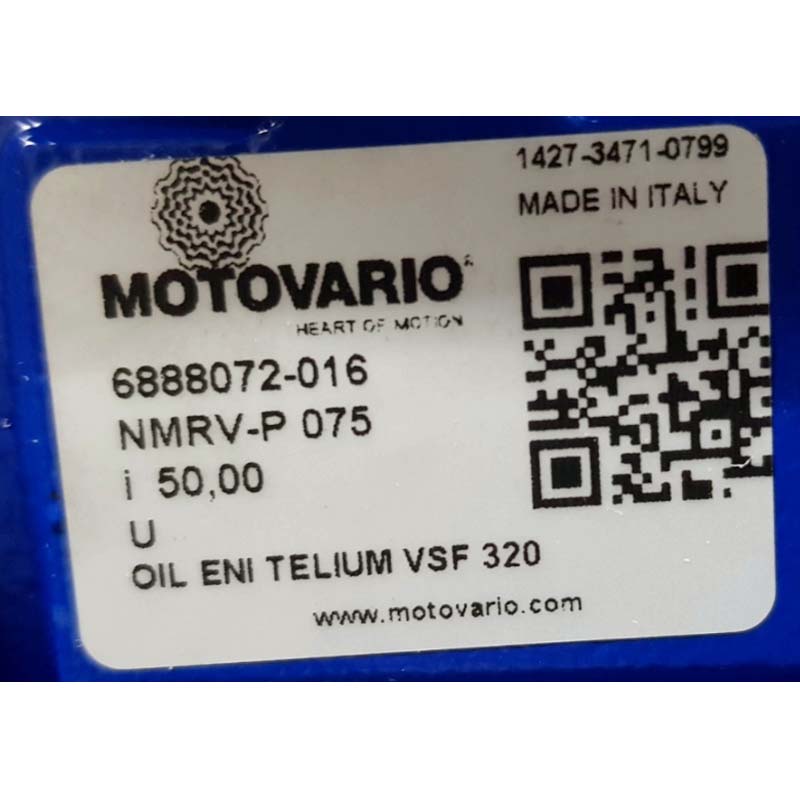 1427-3471-0799
MADE IN ITALY
MOTOVARIO
HEART OF MOTION
6888072-016
NMRV-P 075
i 50,00
U
OIL ENI TELIUM VSF 320
www.motovario.com